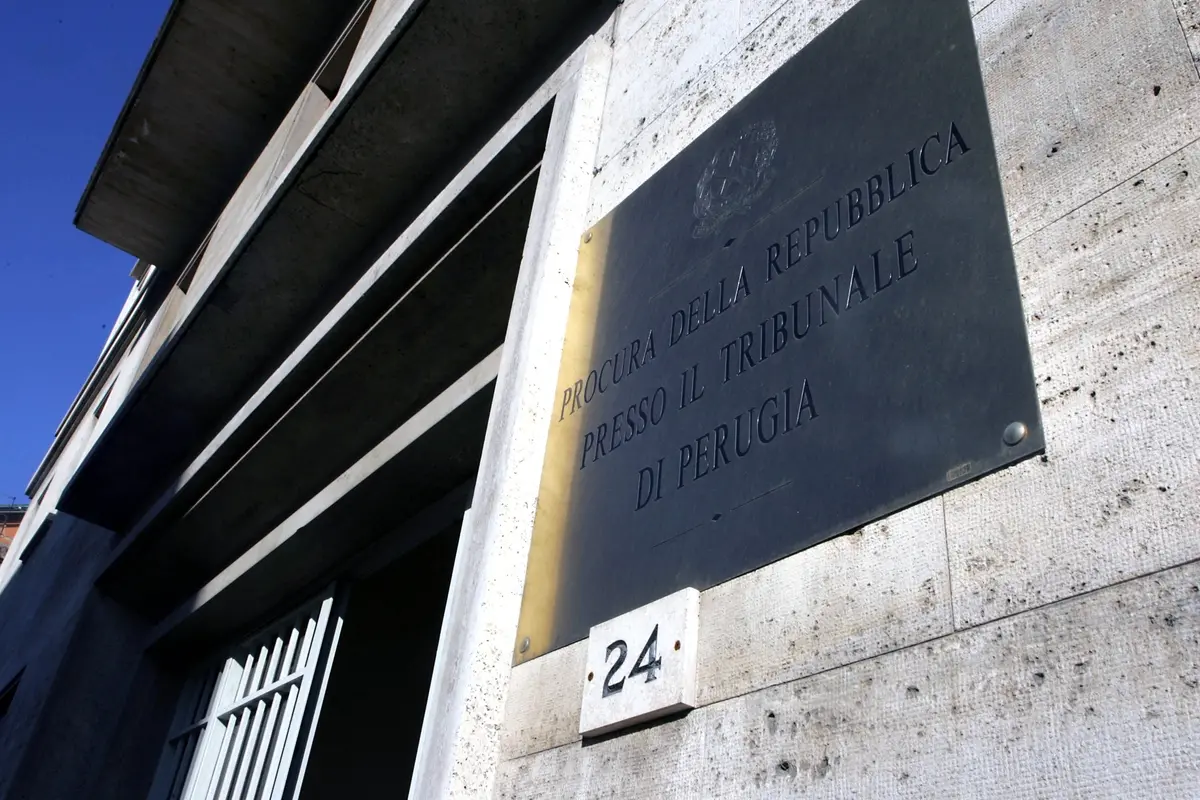 PROCURA DELLA REPUBBLICA
PRESSO IL TRIBUNALE
DI PERUGIA
24